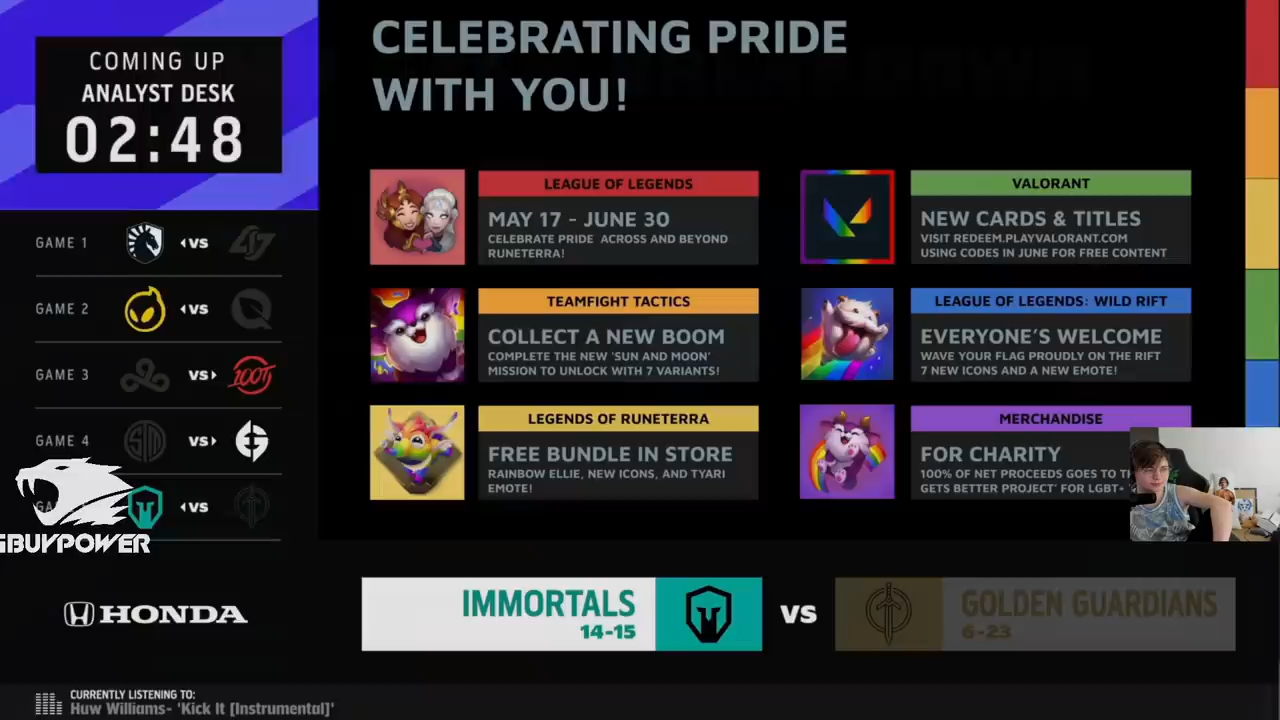 COMING UP
ANALYST DESK
02:48
GAME 1
VS
GAME 2
VS
GAME 3
VS
100T
GAME 4
TSM
VS
VS
iBUYPOWER
HONDA
CELEBRATING PRIDE
WITH YOU!
LEAGUE OF LEGENDS
MAY 17 - JUNE 30
CELEBRATE PRIDE ACROSS AND BEYOND
RUNETERRA!
VALORANT
NEW CARDS & TITLES
VISIT REDEEM.PLAYVALORANT.COM
USING CODES IN JUNE FOR FREE CONTENT
TEAMFIGHT TACTICS
COLLECT A NEW BOOM
COMPLETE THE NEW 'SUN AND MOON'
MISSION TO UNLOCK WITH 7 VARIANTS!
LEAGUE OF LEGENDS: WILD RIFT
EVERYONE'S WELCOME
WAVE YOUR FLAG PROUDLY ON THE RIFT
7 NEW ICONS AND A NEW EMOTE!
LEGENDS OF RUNETERRA
FREE BUNDLE IN STORE
RAINBOW ELLIE, NEW ICONS, AND TYARI
EMOTE!
MERCHANDISE
FOR CHARITY
100% OF NET PROCEEDS GOES TO
GETS BETTER PROJECT' FOR LGBT+
IMMORTALS
14-15
VS
GOLDEN GUARDIANS
6-23
CURRENTLY LISTENING TO:
Huw Williams- 'Kick It [Instrumental]'